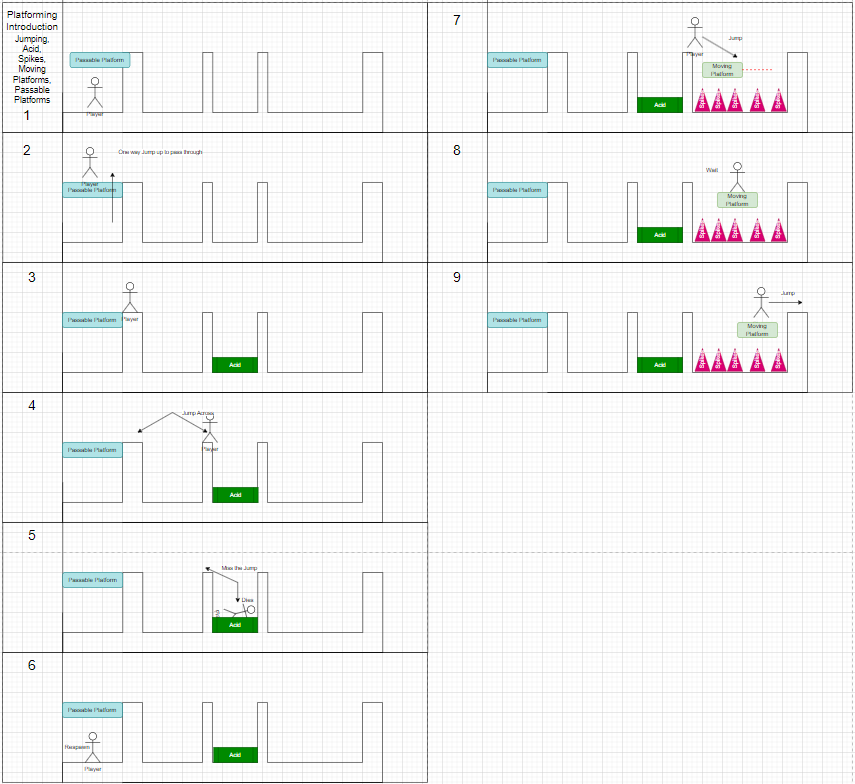 Platforming
Introduction
Jumping,
Acid,
Spikes,
Moving
Platforms,
Passable
Platforms
1
Passable Platform
Player
2
One way Jump up to pass through
Player
Passable Platform
3
Passable Platform
Player
Acid
4
Jump Across
Player
Passable Platform
Acid
5
Miss the Jump
Passable Platform
Dies
Acid
6
Passable Platform
Respawn
Player
Acid
7
Jump
Player
Passable Platform
Moving
Platform
Acid
Spikes
Spikes
Spikes
Spikes
Spikes
8
Wait
Passable Platform
Moving
Platform
Acid
Spikes
Spikes
Spikes
Spikes
Spikes
9
Jump
Passable Platform
Moving
Platform
Acid
Spikes
Spikes
Spikes
Spikes
Spikes